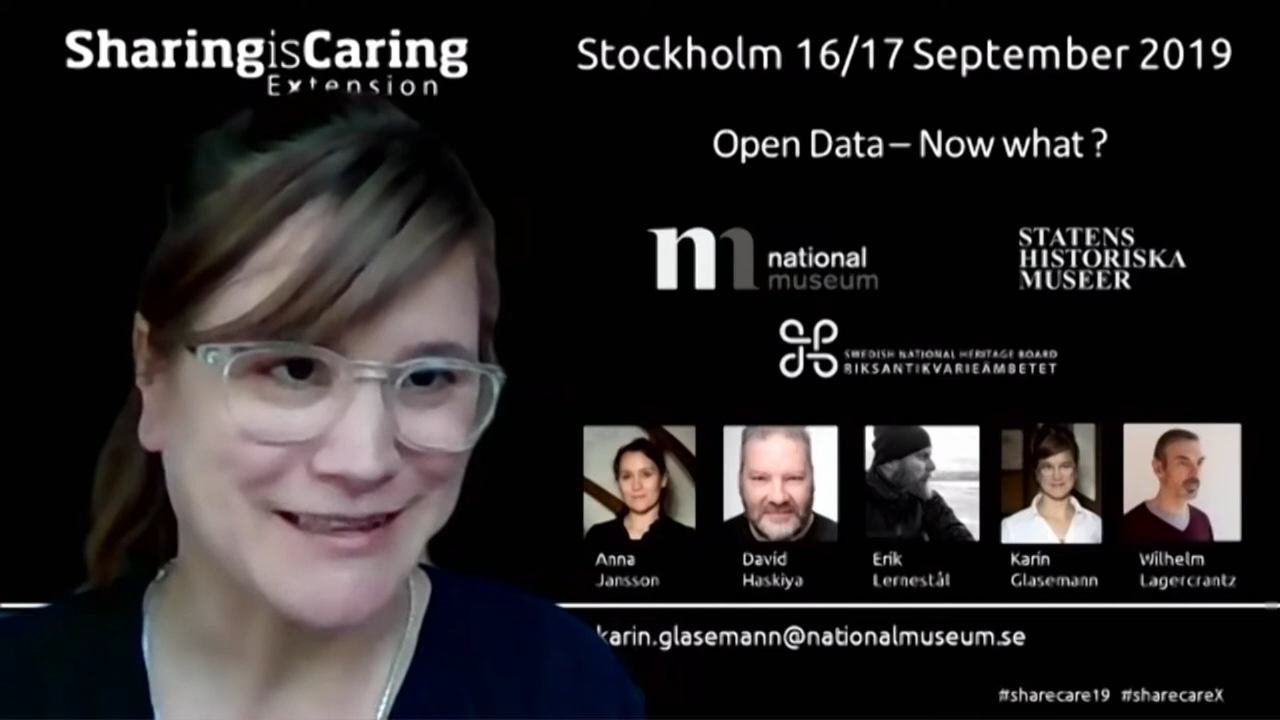 SharingisCaring
Extension
Stockholm 16/17 September 2019
Open Data – Now what ?
m national
museum
STATENS
HISTORISKA
MUSEER
SWEDISH NATIONAL HERITAGE BOARD
RIKSANTIKVARIEÄMBETET
Anna
Jansson
David
Haskiya
Erik
Lernestål
Karin
Glasemann
Wilhelm
Lagercrantz
karin.glasemann@nationalmuseum.se
#sharecare19 #sharecareX